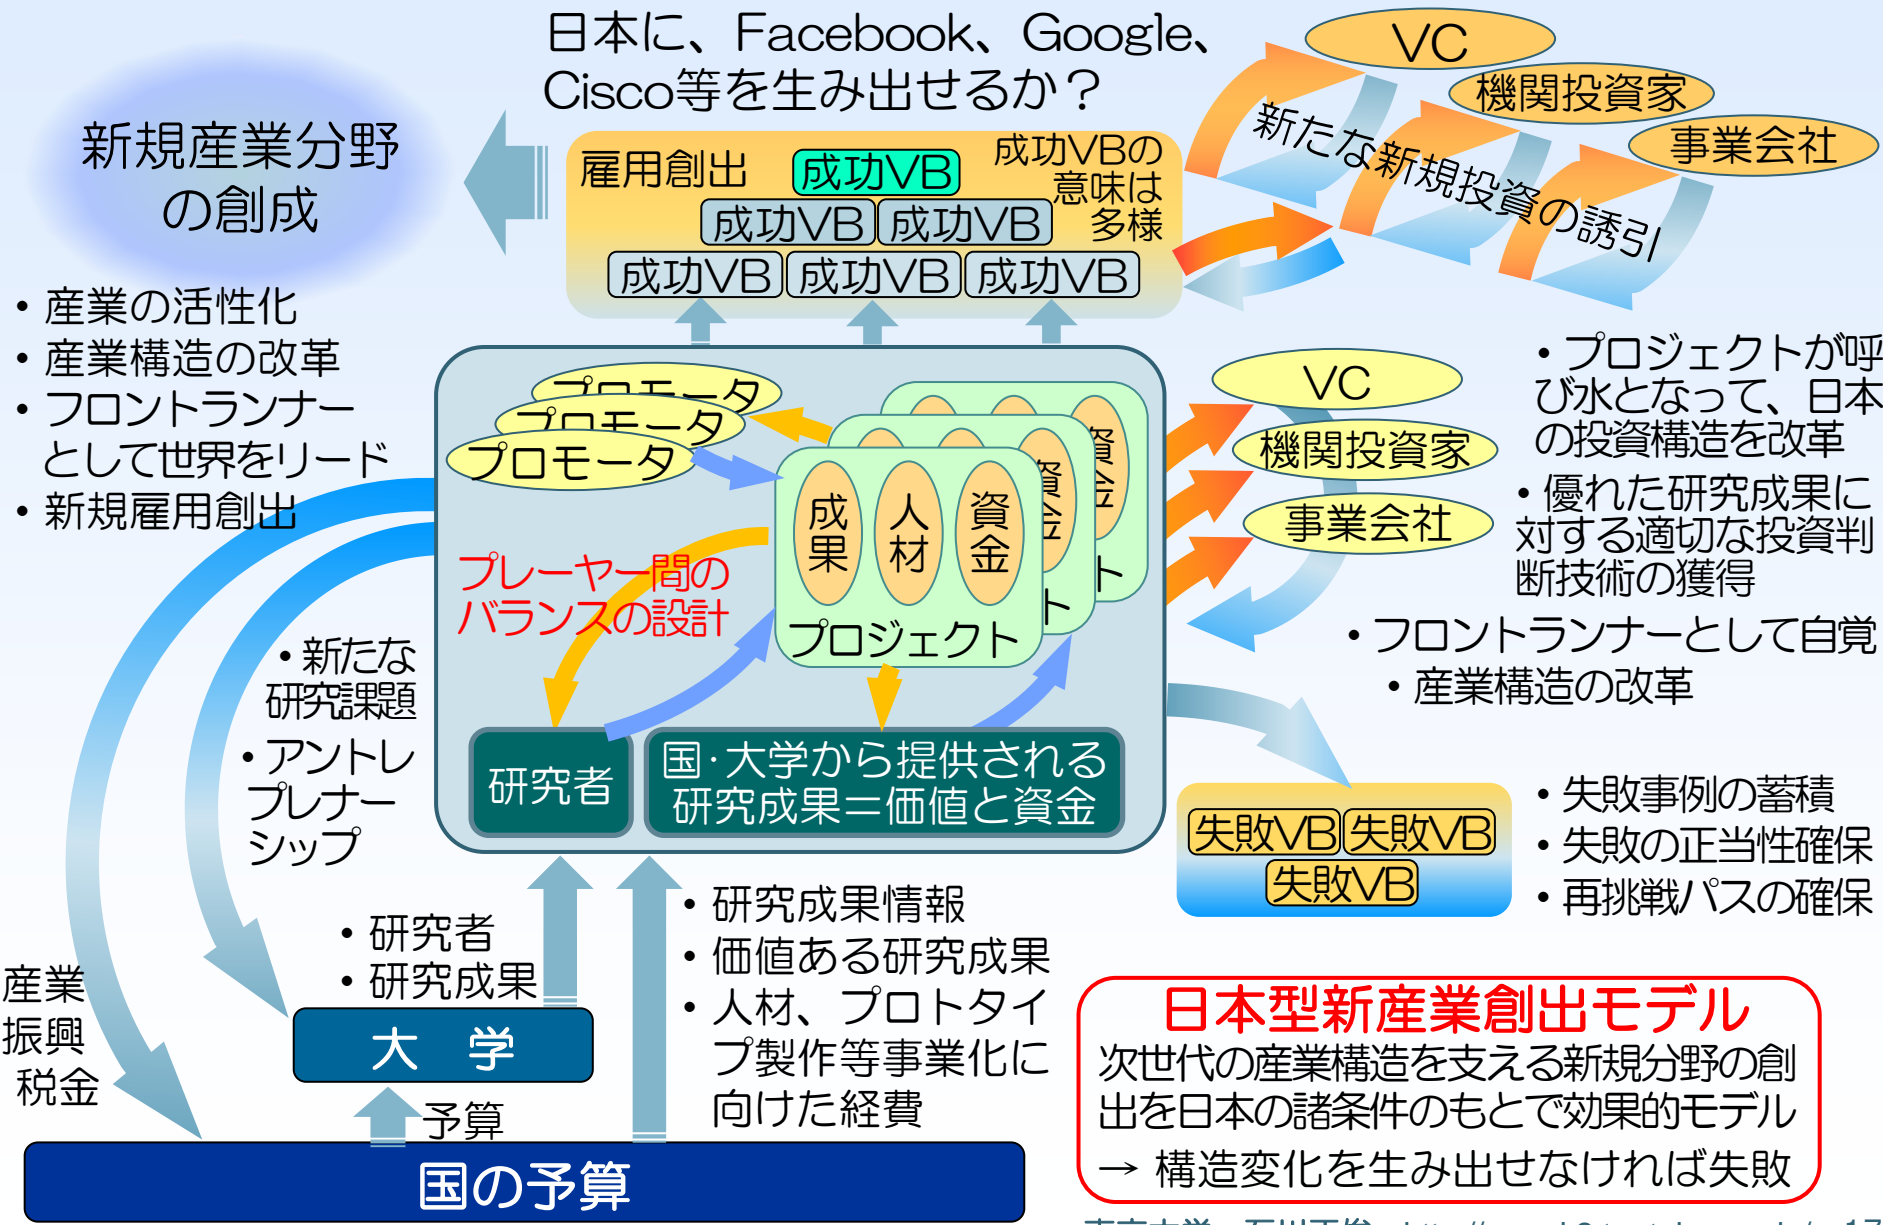 日本に、Facebook、Google、
Cisco等を生み出せるか？
新規産業分野
の創成
雇用創出
成功VB
成功VBの
意味は
多様
成功VB 成功VB
成功VB 成功VB 成功VB
VC
機関投資家
事業会社
新たな新規投資の誘引
・産業の活性化
・産業構造の改革
・フロントランナー
として世界をリード
・新規雇用創出
プロモータ
プロモータ
プロモータ
成果 人材 資金
資金
資金
プロジェクト
ト
ト
プレーヤー間の
バランスの設計
研究者
国・大学から提供される
研究成果＝価値と資金
VC
機関投資家
事業会社
・プロジェクトが呼
び水となって、日本
の投資構造を改革
・優れた研究成果に
対する適切な投資判
断技術の獲得
・フロントランナーとして自覚
・産業構造の改革
・新たな
研究課題
・アントレ
プレナー
シップ
失敗VB 失敗VB
失敗VB
・失敗事例の蓄積
・失敗の正当性確保
・再挑戦パスの確保
・研究者
・研究成果
・研究成果情報
・価値ある研究成果
・人材、プロトタイ
プ製作等事業化に
向けた経費
産業
振興
税金
大　学
予算
国の予算
日本型新産業創出モデル
次世代の産業構造を支える新規分野の創
出を日本の諸条件のもとで効果的モデル
→ 構造変化を生み出せなければ失敗